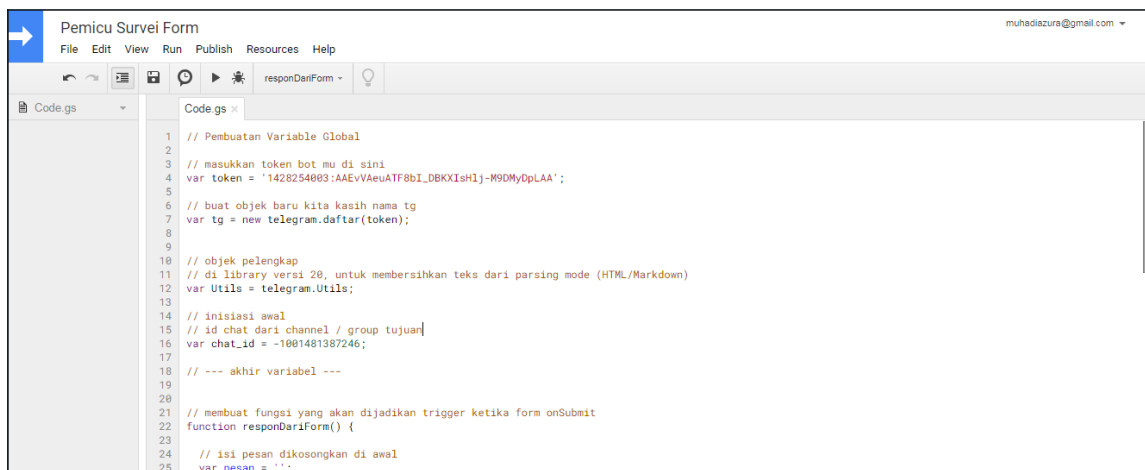 Pemicu Survei Form
muhadiazura@gmail.com
File Edit View Run Publish Resources Help
responDariForm
Code.gs
Code.gs ×
1 // Pembuatan Variable Global
2
3 // masukkan token bot mu di sini
4 var token = '1428254003:AAEvVAeuATF8bI_DBKXIsHlj-M9DMyDpLAA';
5
6 // buat objek baru kita kasih nama tg
7 var tg = new telegram.daftar(token);
8
9
10 // objek pelengkap
11 // di library versi 20, untuk membersihkan teks dari parsing mode (HTML/Markdown)
12 var Utils = telegram.Utils;
13
14 // inisiasi awal
15 // id chat dari channel / group tujuan
16 var chat_id = -1001481387246;
17
18 // --- akhir variabel ---
19
20
21 // membuat fungsi yang akan dijadikan trigger ketika form onSubmit
22 function responDariForm() {
23
24 // isi pesan dikosongkan di awal
25 var pesan = '';